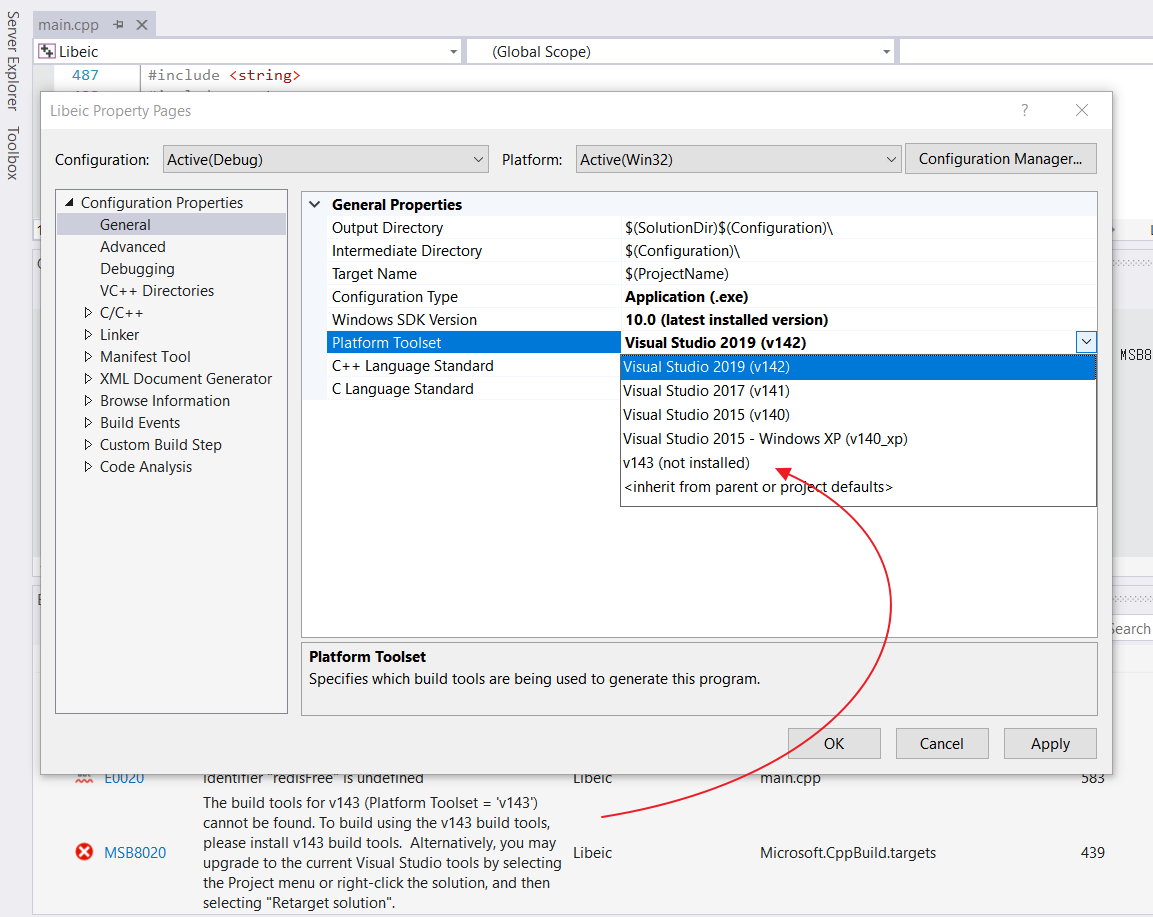 Server Explorer
Toolbox
main.cpp
Libeic
(Global Scope)
487 #include <string>
Libeic Property Pages
?
Configuration: Active(Debug) Platform: Active(Win32) Configuration Manager...
Configuration Properties
General
Advanced
Debugging
VC++ Directories
C/C++
Linker
Manifest Tool
XML Document Generator
Browse Information
Build Events
Custom Build Step
Code Analysis
General Properties
Output Directory $(SolutionDir)$(Configuration)\
Intermediate Directory $(Configuration)\
Target Name $(ProjectName)
Configuration Type Application (.exe)
Windows SDK Version 10.0 (latest installed version)
Platform Toolset Visual Studio 2019 (v142)
C++ Language Standard
C Language Standard
Visual Studio 2019 (v142)
Visual Studio 2017 (v141)
Visual Studio 2015 (v140)
Visual Studio 2015 - Windows XP (v140_xp)
v143 (not installed)
<inherit from parent or project defaults>
MSB8
Search
Platform Toolset
Specifies which build tools are being used to generate this program.
OK Cancel Apply
E0020 identifier "redisFree" is undefined Libeic main.cpp 583
The build tools for v143 (Platform Toolset = 'v143')
cannot be found. To build using the v143 build tools,
please install v143 build tools. Alternatively, you may
MSB8020 upgrade to the current Visual Studio tools by selecting Libeic Microsoft.CppBuild.targets 439
the Project menu or right-click the solution, and then
selecting "Retarget solution".